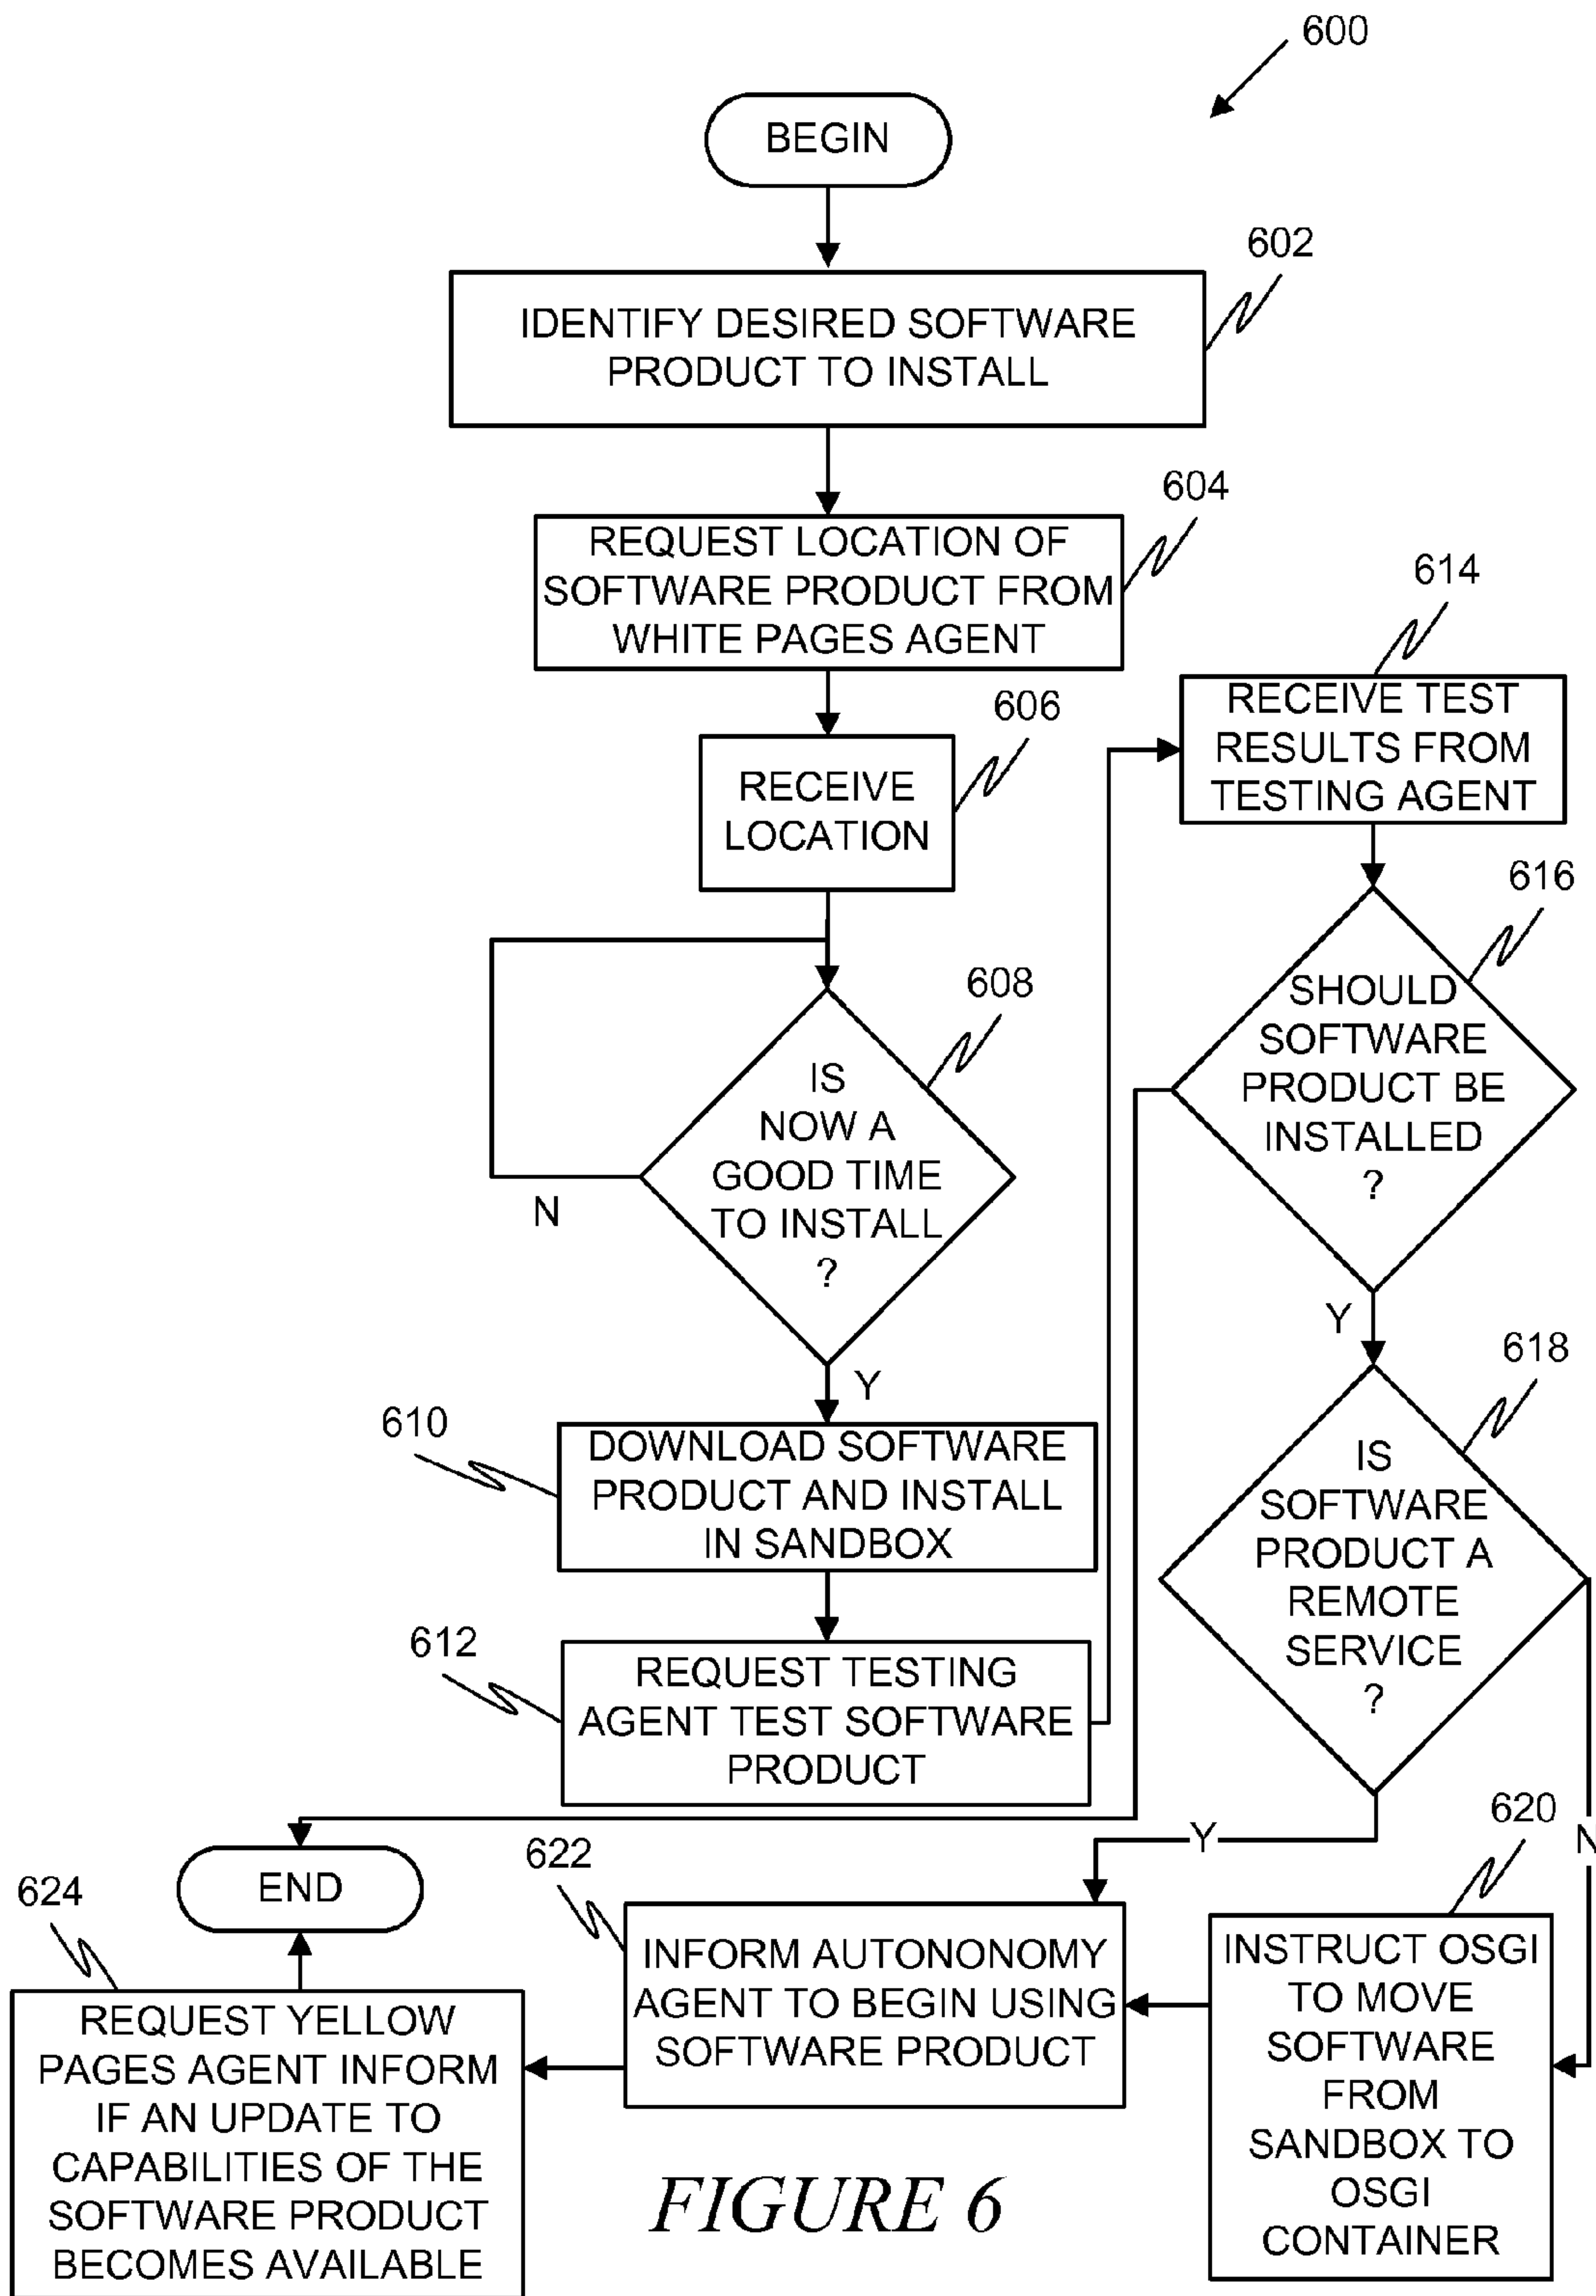 600
BEGIN
602
IDENTIFY DESIRED SOFTWARE
PRODUCT TO INSTALL
604
REQUEST LOCATION OF
SOFTWARE PRODUCT FROM
WHITE PAGES AGENT
606
RECEIVE
LOCATION
608
IS
NOW A
GOOD TIME
TO INSTALL
?
N
Y
610
DOWNLOAD SOFTWARE
PRODUCT AND INSTALL
IN SANDBOX
612
REQUEST TESTING
AGENT TEST SOFTWARE
PRODUCT
614
RECEIVE TEST
RESULTS FROM
TESTING AGENT
616
SHOULD
SOFTWARE
PRODUCT BE
INSTALLED
?
Y
618
IS
SOFTWARE
PRODUCT A
REMOTE
SERVICE
?
Y
N
620
INSTRUCT OSGI
TO MOVE
SOFTWARE
FROM
SANDBOX TO
OSGI
CONTAINER
622
INFORM AUTONONOMY
AGENT TO BEGIN USING
SOFTWARE PRODUCT
624
REQUEST YELLOW
PAGES AGENT INFORM
IF AN UPDATE TO
CAPABILITIES OF THE
SOFTWARE PRODUCT
BECOMES AVAILABLE
END
FIGURE 6